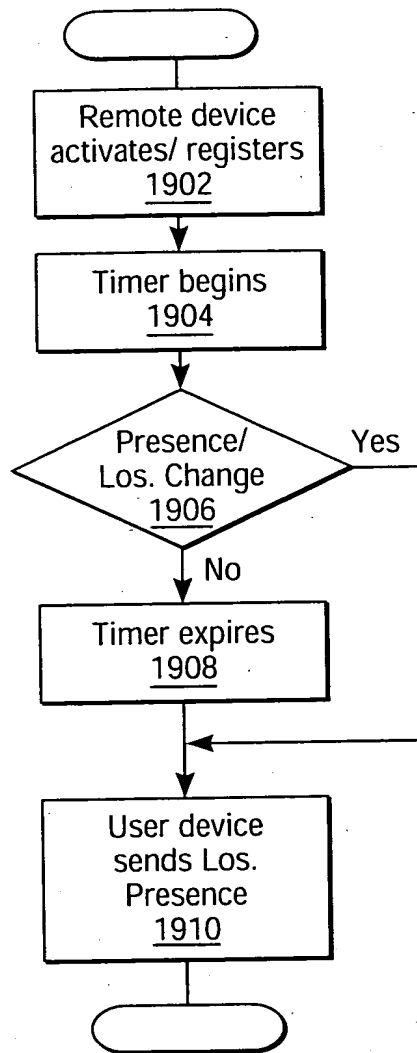 Remote device
activates/ registers
1902
Timer begins
1904
Presence/
Los. Change
1906
Yes
No
Timer expires
1908
User device
sends Los.
Presence
1910